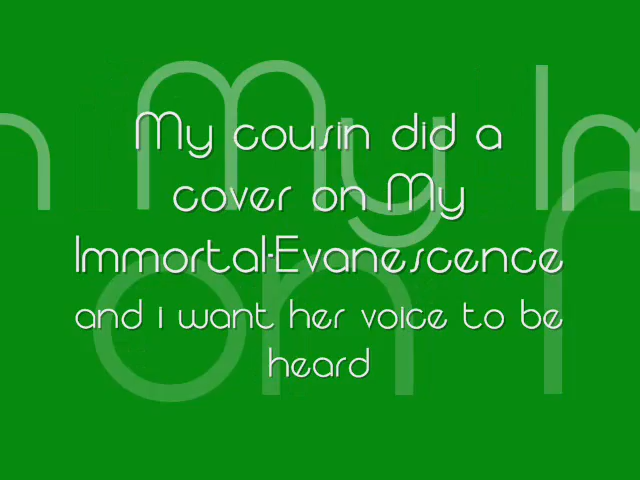 My cousin did a
cover on My
Immortal-Evanescence
and i want her voice to be
heard